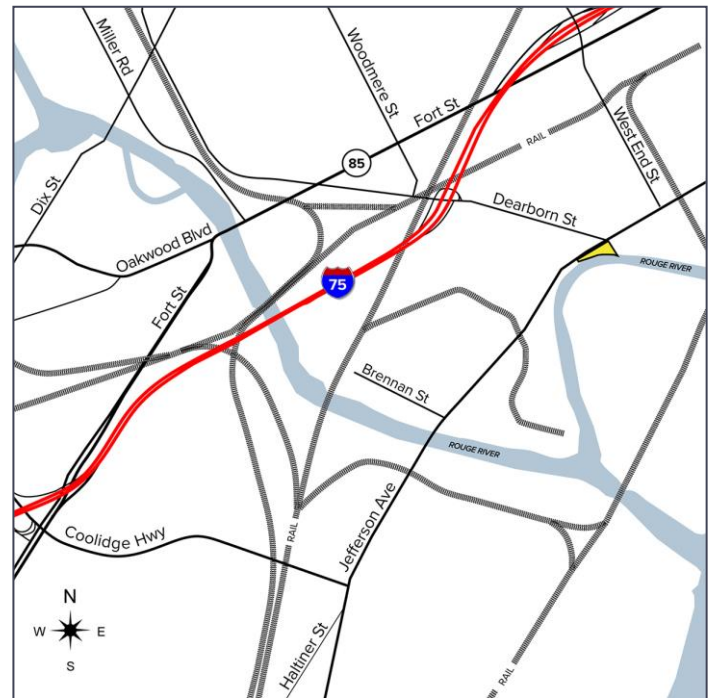 Miller Rd
Woodmere St
Fort St
RAIL
West End St
85
Dix St
Dearborn St
Oakwood Blvd
ROUGE RIVER
75
Fort St
Brennan St
ROUGE RIVER
Jefferson Ave
RAIL
Coolidge Hwy
N
W E
S
Haltiner St
RAIL